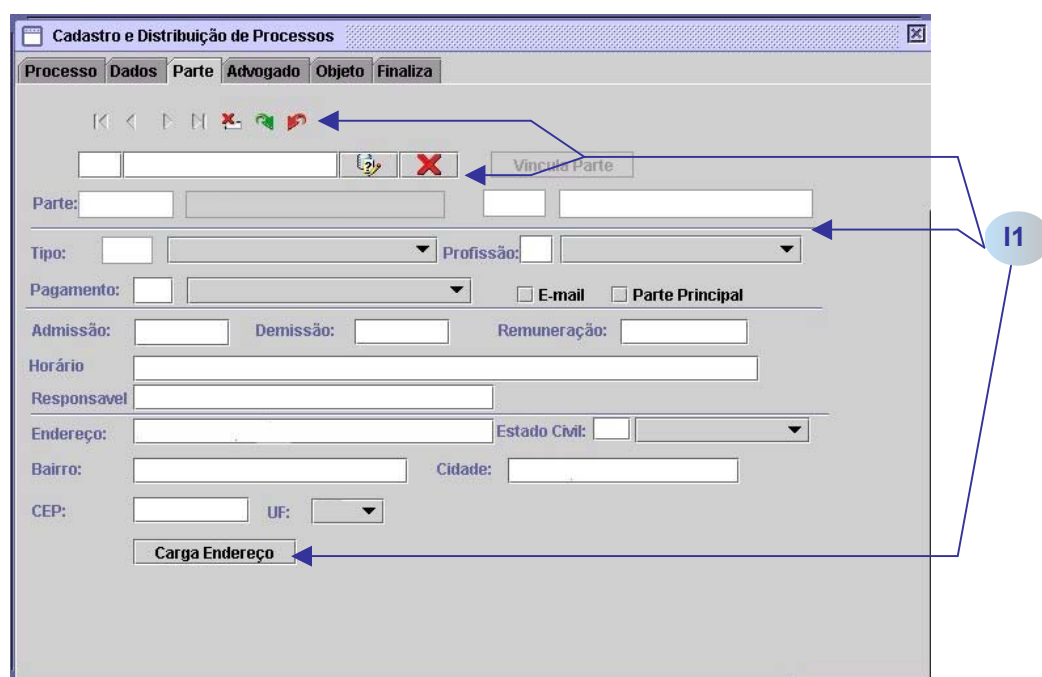 Cadastro e Distribuição de Processos
Processo Dados Parte Advogado Objeto Finaliza
Vincula Parte
Parte:
I1
Tipo: Profissão:
Pagamento: E-mail Parte Principal
Admissão: Demissão: Remuneração:
Horário
Responsavel
Endereço: Estado Civil:
Bairro: Cidade:
CEP: UF:
Carga Endereço